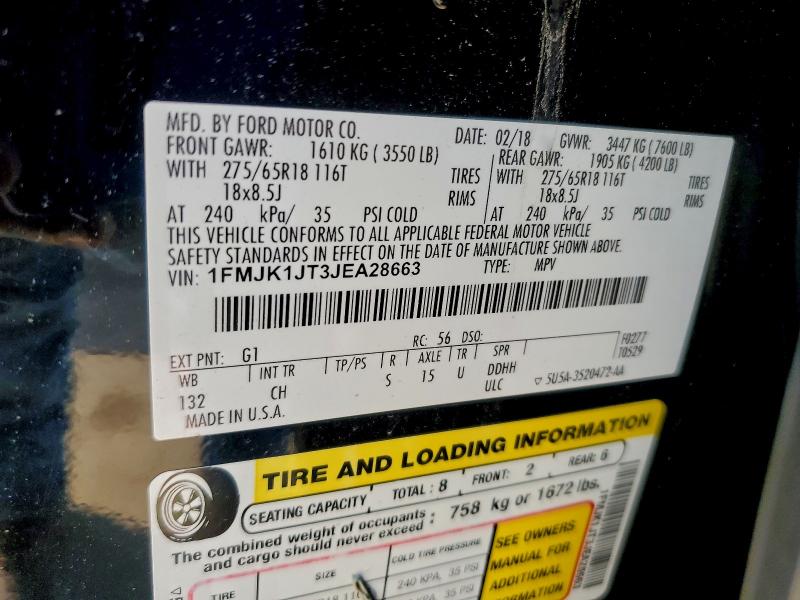 MFD. BY FORD MOTOR CO.
DATE: 02/18 GVWR: 3447 KG ( 7600 LB)
FRONT GAWR: 1610 KG ( 3550 LB)
REAR GAWR: 1905 KG ( 4200 LB)
WITH 275/65R18 116T TIRES
WITH 275/65R18 116T TIRES
18x8.5J RIMS
18x8.5J RIMS
AT 240 kPa/ 35 PSI COLD
AT 240 kPa/ 35 PSI COLD
THIS VEHICLE CONFORMS TO ALL APPLICABLE FEDERAL MOTOR VEHICLE
SAFETY STANDARDS IN EFFECT ON THE DATE OF MANUFACTURE SHOWN ABOVE.
VIN: 1FMJK1JT3JEA28663 TYPE: MPV
EXT PNT: G1 RC: 56 DSO: F0277
T0529
WB INT TR TP/PS R AXLE TR SPR
132 CH S 15 U DDHH
ULC ▽ 5U5A-3520472-AA
MADE IN U.S.A.
TIRE AND LOADING INFORMATION
SEATING CAPACITY TOTAL : 8 FRONT: 2 REAR: 6
The combined weight of occupants : 758 kg or 1672 lbs.
and cargo should never exceed :
TIRE SIZE COLD TIRE PRESSURE
240 KPA, 35 PSI
SEE OWNERS
MANUAL FOR
ADDITIONAL